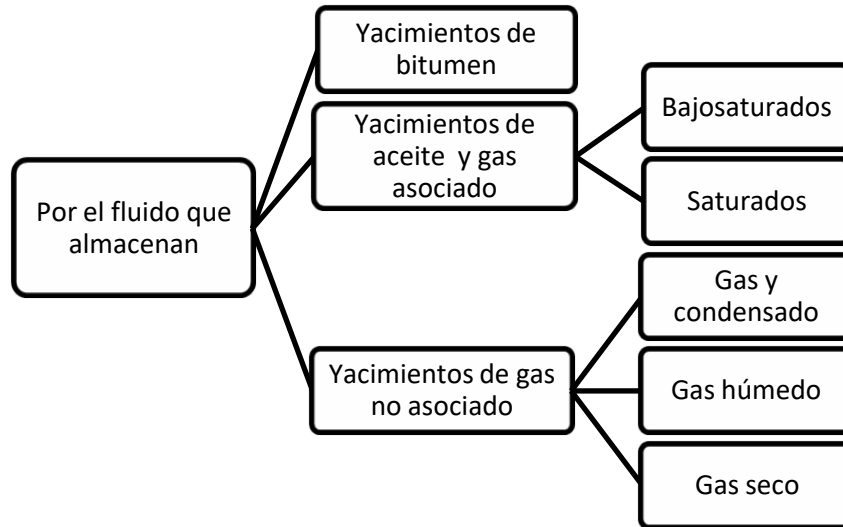 Por el fluido que
almacenan
Yacimientos de
bitumen
Yacimientos de
aceite y gas
asociado
Bajosaturados
Saturados
Yacimientos de gas
no asociado
Gas y
condensado
Gas húmedo
Gas seco